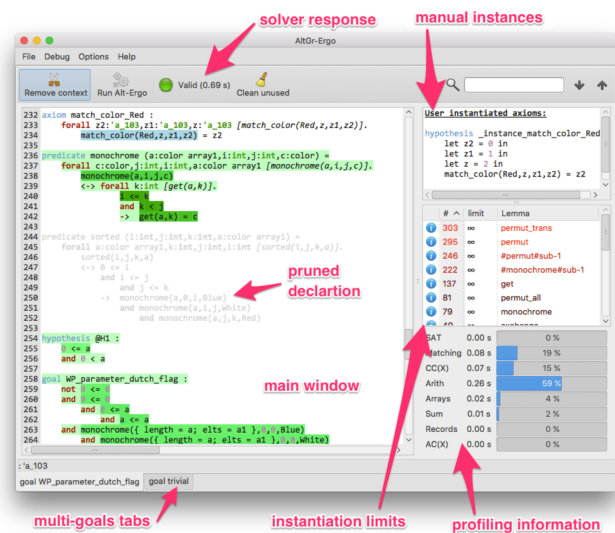 solver response
manual instances
AltGr-Ergo
File Debug Options Help
Remove context
Run Alt-Ergo
Valid (0.69 s)
Clean unused
232 axiom match_color_Red :
233 forall z2:'a_103,z1:'a_103,z:'a_103 [match_color(Red,z,z1,z2)].
234 match_color(Red,z,z1,z2) = z2
235
236 predicate monochrome (a:color array1,i:int,j:int,c:color) =
237 forall c:color,j:int,i:int,a:color array1 [monochrome(a,i,j,c)].
238 monochrome(a,i,j,c)
239 <-> forall k:int [get(a,k)].
240 i <= k
241 and k < j
242 -> get(a,k) = c
243
244 predicate sorted (i:int,j:int,k:int,a:color array1) =
245 forall a:color array1,k:int,j:int,i:int [sorted(i,j,k,a)].
246 sorted(i,j,k,a)
247 <-> 0 <= i
248 and i <= j
249 and j <= k
250 -> monochrome(a,0,i,Blue)
251 and monochrome(a,i,j,White)
252 and monochrome(a,j,k,Red)
253
254 hypothesis @H1 :
255 0 <= a
256 and 0 < a
257
258 goal WP_parameter_dutch_flag :
259 not 0 <= 0
260 and 0 <= 0
261 and 0 <= a
262 and a <= a
263 and monochrome({ length = a; elts = a1 },0,0,Blue)
264 and monochrome({ length = a; elts = a1 },0,0,White)
pruned
declartion
main window
User instantiated axioms:
hypothesis _instance_match_color_Red
let z2 = 0 in
let z1 = 1 in
let z = 2 in
match_color(Red,z,z1,z2) = z2
# limit Lemma
303 ∞ permut_trans
295 ∞ permut
246 ∞ #permut#sub-1
222 ∞ #monochrome#sub-1
137 ∞ get
81 ∞ permut_all
79 ∞ monochrome
SAT 0.00 s 0 %
Matching 0.08 s 19 %
CC(X) 0.07 s 15 %
Arith 0.26 s 59 %
Arrays 0.02 s 4 %
Sum 0.01 s 2 %
Records 0.00 s 0 %
AC(X) 0.00 s 0 %
: 'a_103
goal WP_parameter_dutch_flag
goal trivial
multi-goals tabs
instantiation limits
profiling information